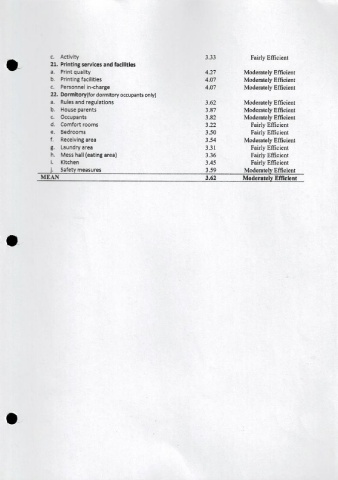 c. Activity 3.33 Fairly Efficient
21. Printing services and facilities
a. Print quality 4.27 Moderately Efficient
b. Printing facilities 4.07 Moderately Efficient
c. Personnel in-charge 4.07 Moderately Efficient
22. Dormitory(for dormitory occupants only)
a. Rules and regulations 3.62 Moderately Efficient
b. House parents 3.87 Moderately Efficient
c. Occupants 3.82 Moderately Efficient
d. Comfort rooms 3.22 Fairly Efficient
e. Bedrooms 3.50 Fairly Efficient
f. Receiving area 3.54 Moderately Efficient
g. Laundry area 3.31 Fairly Efficient
h. Mess hall (eating area) 3.36 Fairly Efficient
i. Kitchen 3.45 Fairly Efficient
j. Safety measures 3.59 Moderately Efficient
MEAN 3.62 Moderately Efficient